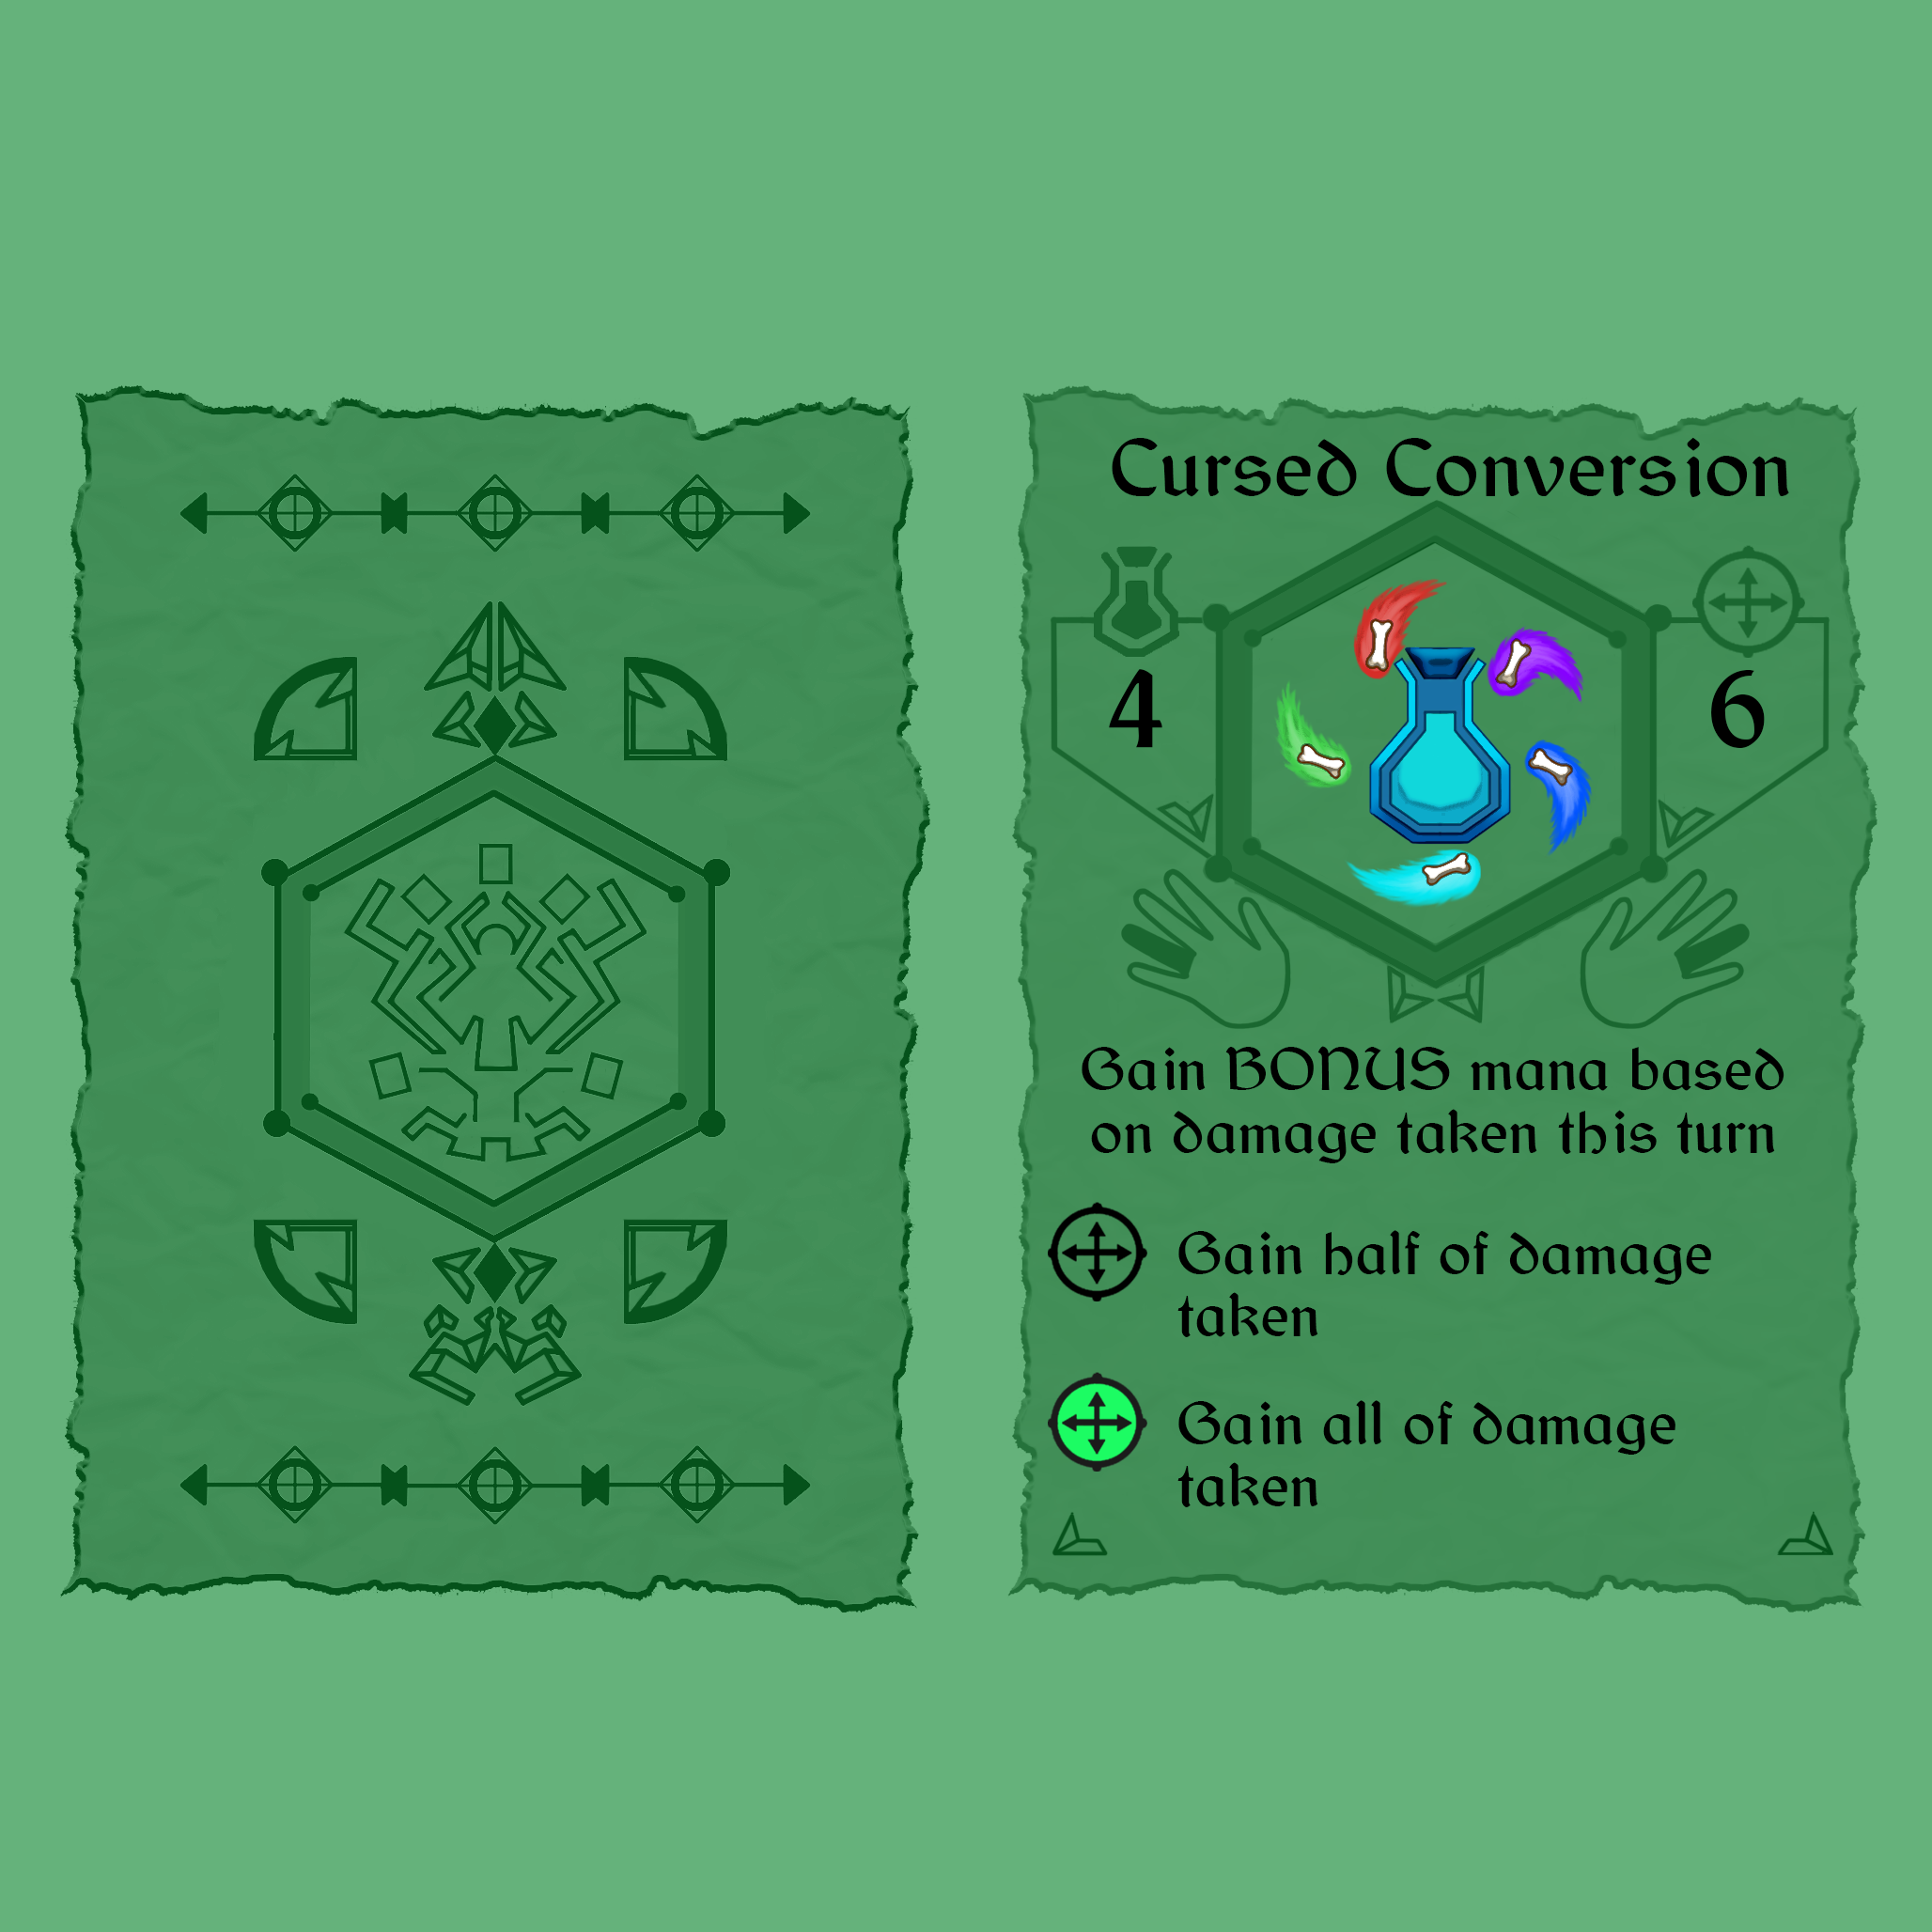 Cursed Conversion
4
6
Gain BONUS mana based
on damage taken this turn
Gain half of damage
taken
Gain all of damage
taken